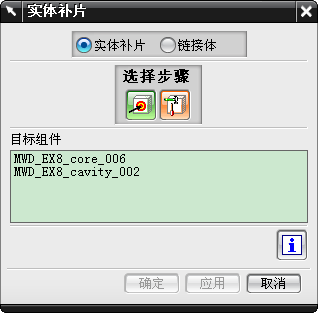 实体补片
实体补片 链接体
选择步骤
目标组件
MWD_EX8_core_006
MWD_EX8_cavity_002
确定 应用 取消